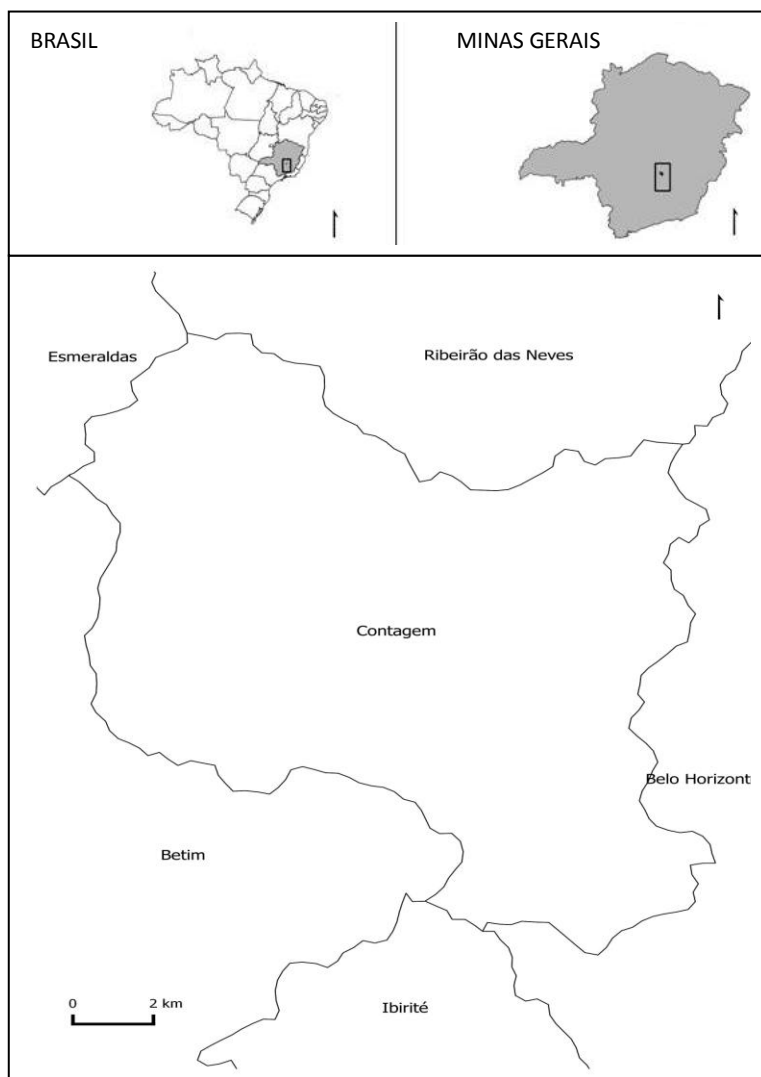 BRASIL
MINAS GERAIS
Esmeraldas
Ribeirão das Neves
Contagem
Belo Horizont
Betim
0 2 km
Ibirité